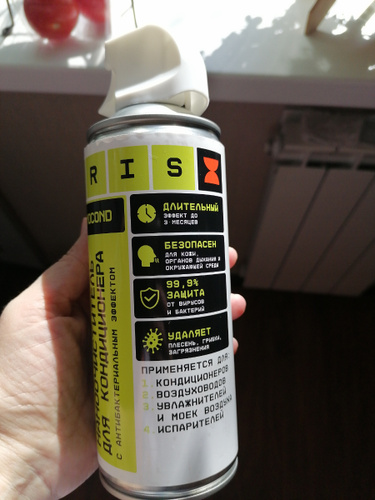 RIS
ECOND
НАНООЧИСТИТЕЛЬ
ДЛЯ КОНДИЦИОНЕРА
С АНТИБАКТЕРИАЛЬНЫМ ЭФФЕКТОМ
ДЛИТЕЛЬНЫЙ
ЭФФЕКТ ДО
3 МЕСЯЦЕВ
БЕЗОПАСЕН
ДЛЯ КОЖИ,
ОРГАНОВ ДЫХАНИЯ И
ОКРУЖАЮЩЕЙ СРЕДЫ
99,9%
ЗАЩИТА
ОТ ВИРУСОВ
И БАКТЕРИЙ
УДАЛЯЕТ
ПЛЕСЕНЬ, ГРИБКИ,
ЗАГРЯЗНЕНИЯ
ПРИМЕНЯЕТСЯ ДЛЯ
1. КОНДИЦИОНЕРОВ
2. ВОЗДУХОВОДОВ
3. УВЛАЖНИТЕЛЕЙ
И МОЕК ВОЗДУХА
4. ИСПАРИТЕЛЕЙ